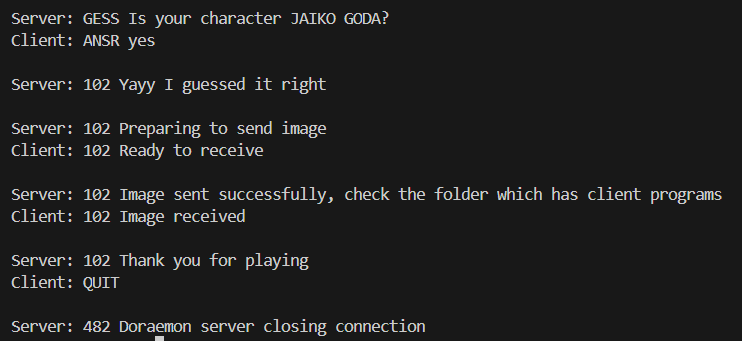 Server: GESS Is your character JAIKO GODA?
Client: ANSR yes
Server: 102 Yayy I guessed it right
Server: 102 Preparing to send image
Client: 102 Ready to receive
Server: 102 Image sent successfully, check the folder which has client programs
Client: 102 Image received
Server: 102 Thank you for playing
Client: QUIT
Server: 482 Doraemon server closing connection